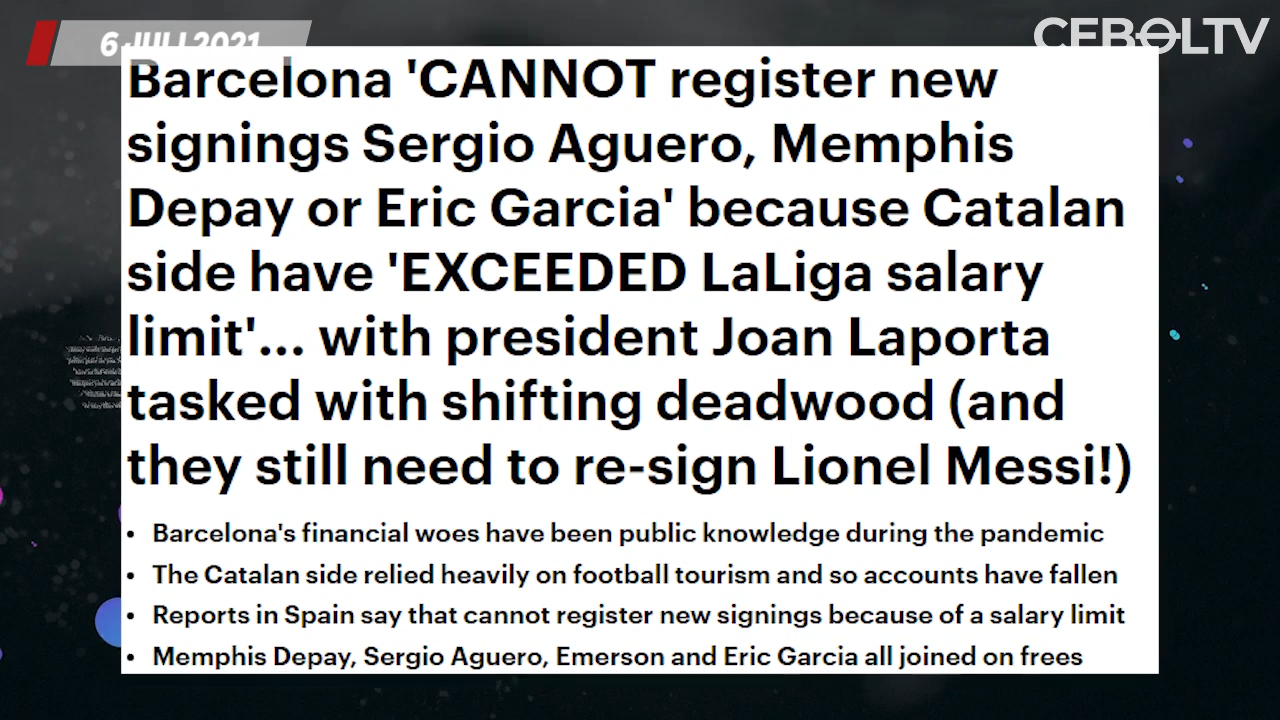 6 JULI 2021
CEBOLTV
Barcelona 'CANNOT register new
signings Sergio Aguero, Memphis
Depay or Eric Garcia' because Catalan
side have 'EXCEEDED LaLiga salary
limit'... with president Joan Laporta
tasked with shifting deadwood (and
they still need to re-sign Lionel Messi!)
• Barcelona's financial woes have been public knowledge during the pandemic
• The Catalan side relied heavily on football tourism and so accounts have fallen
• Reports in Spain say that cannot register new signings because of a salary limit
• Memphis Depay, Sergio Aguero, Emerson and Eric Garcia all joined on frees